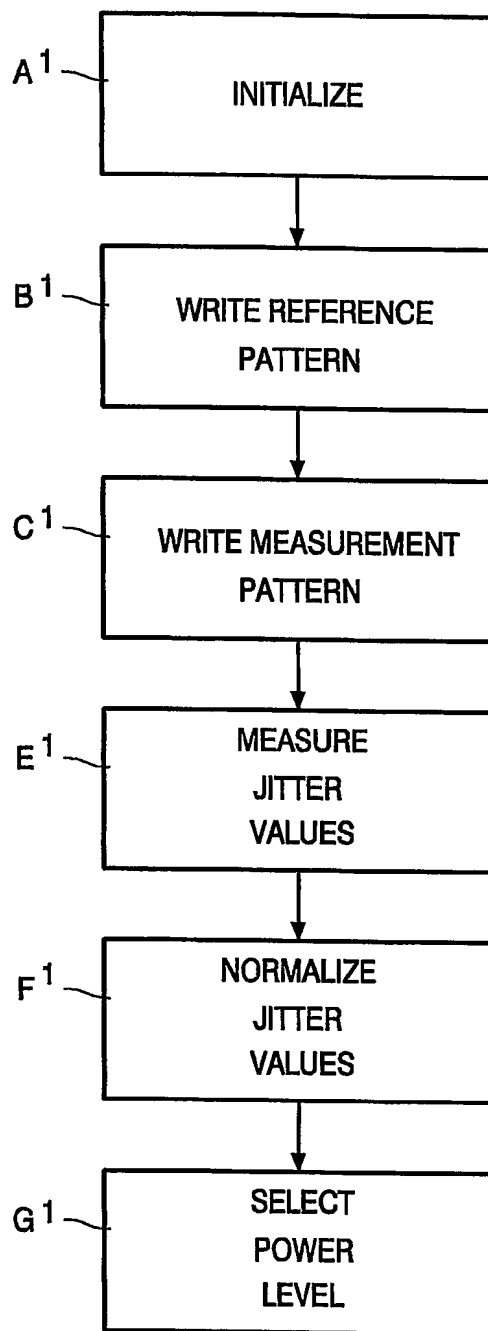 A¹
INITIALIZE
B¹
WRITE REFERENCE
PATTERN
C¹
WRITE MEASUREMENT
PATTERN
E¹
MEASURE
JITTER
VALUES
F¹
NORMALIZE
JITTER
VALUES
G¹
SELECT
POWER
LEVEL